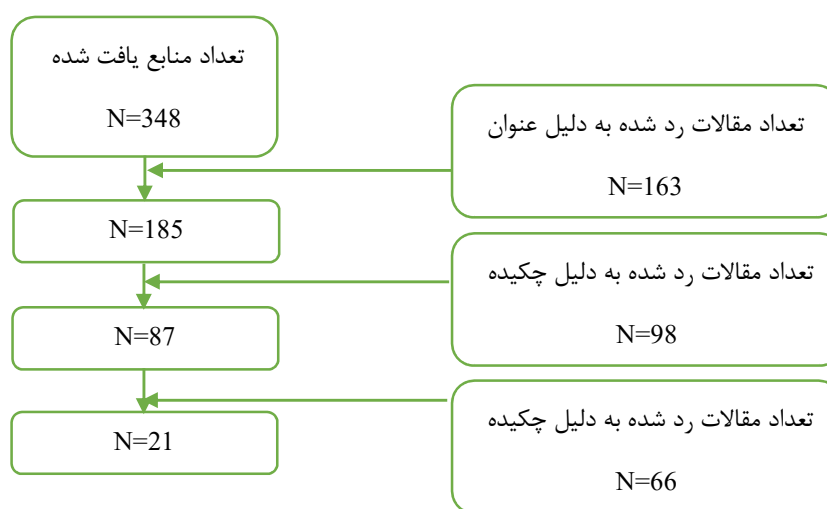 تعداد منابع یافت شده
N=348
تعداد مقالات رد شده به دلیل عنوان
N=163
N=185
تعداد مقالات رد شده به دلیل چکیده
N=98
N=87
تعداد مقالات رد شده به دلیل چکیده
N=66
N=21